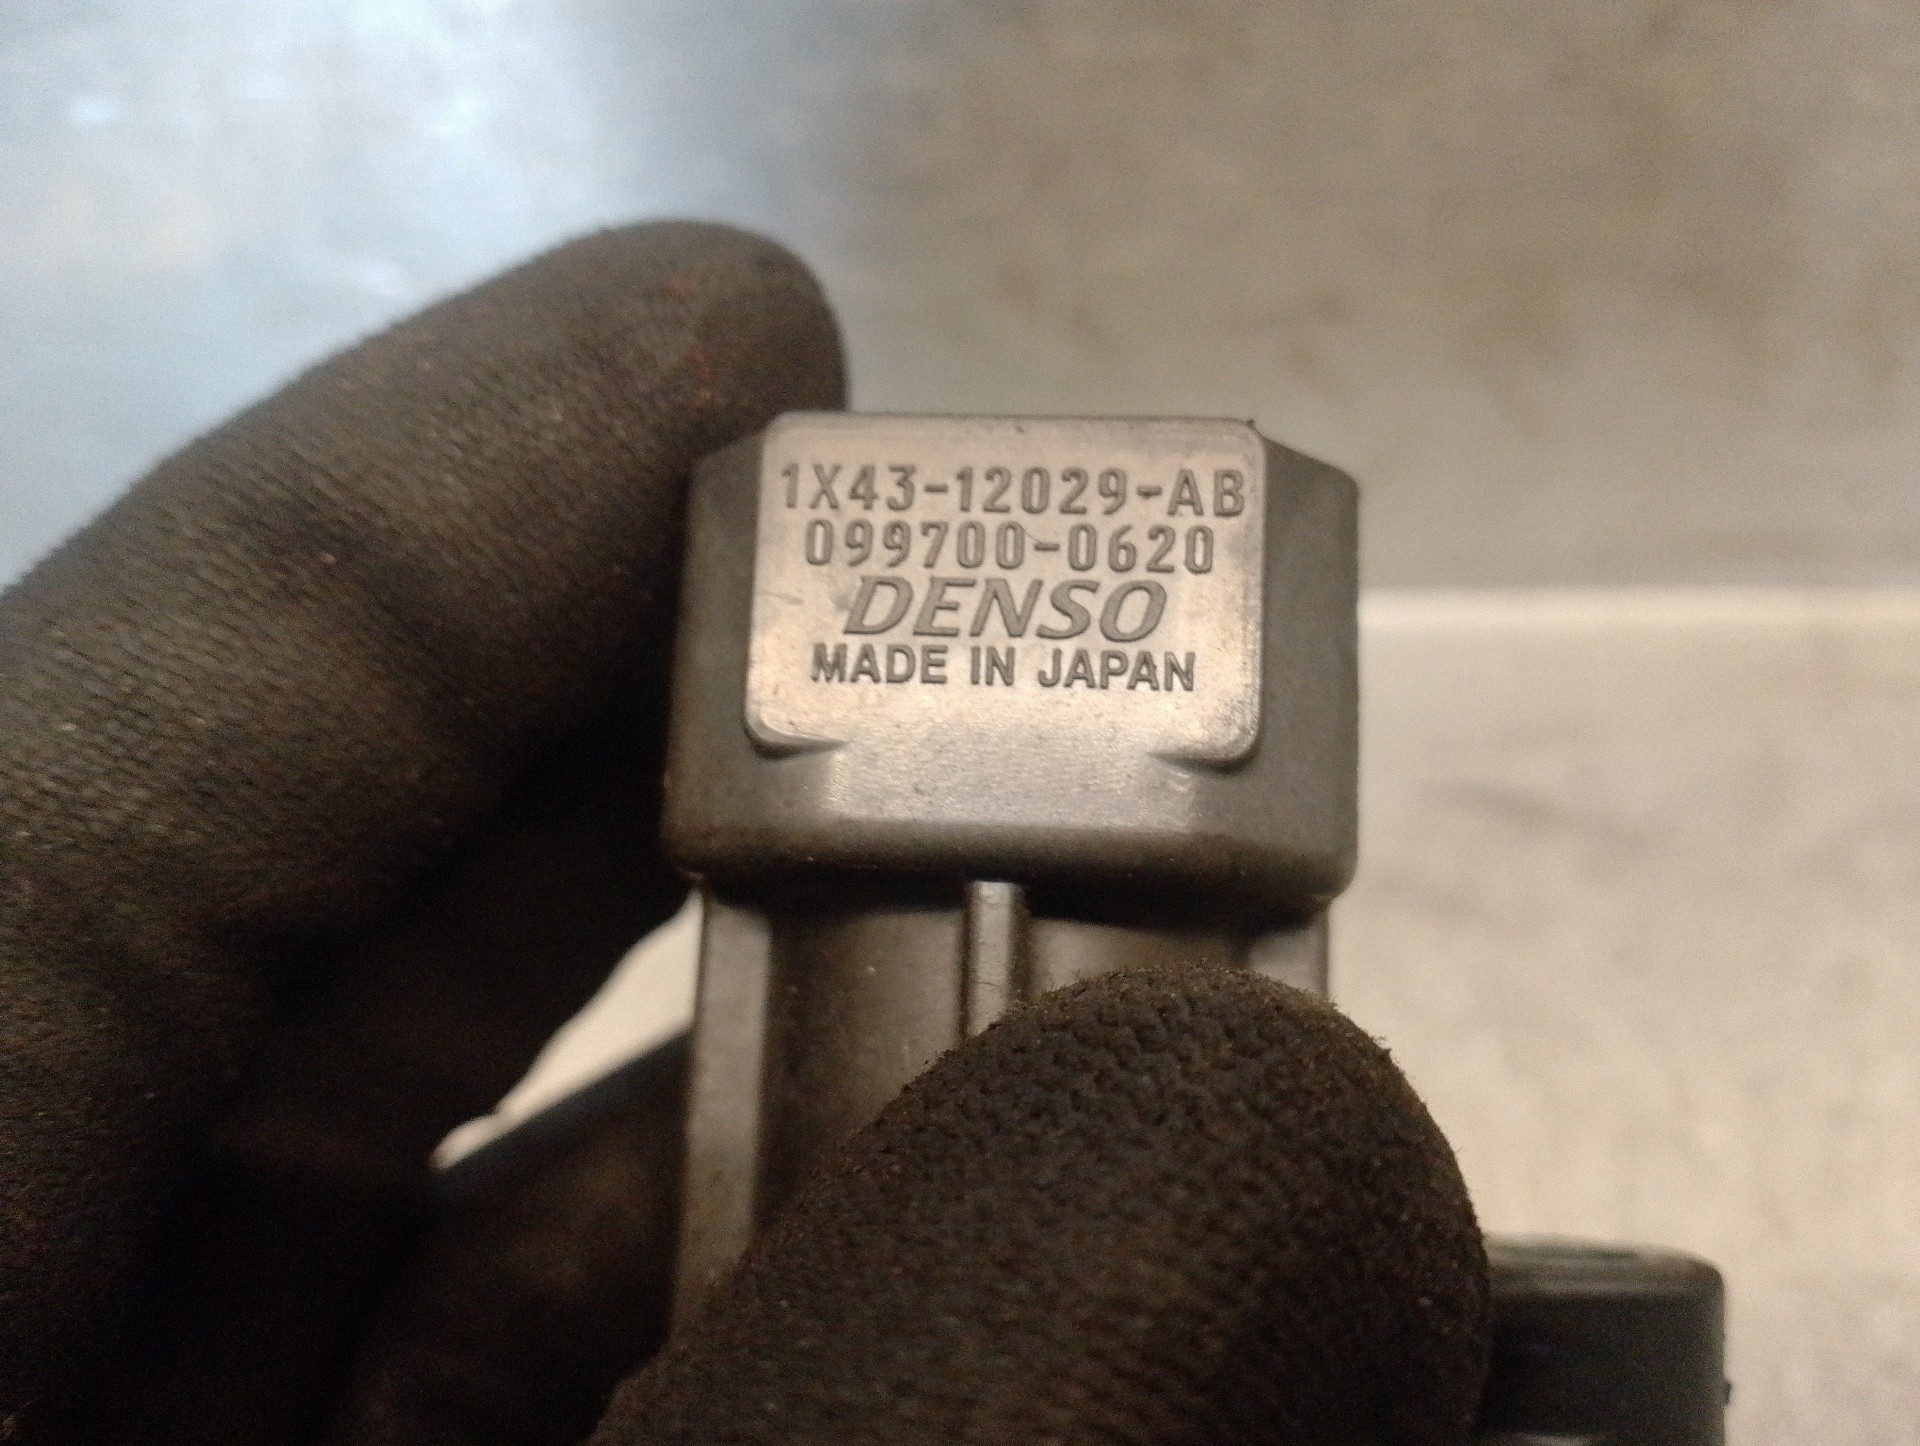 1X43-12029-AB
099700-0620
DENSO
MADE IN JAPAN